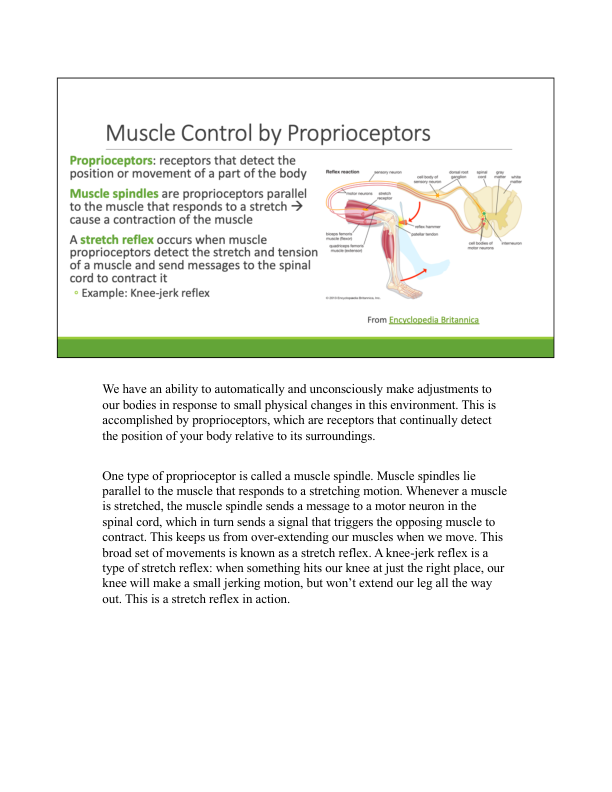 Muscle Control by Proprioceptors
Proprioceptors: receptors that detect the
position or movement of a part of the body
Muscle spindles are proprioceptors parallel
to the muscle that responds to a stretch →
cause a contraction of the muscle
A stretch reflex occurs when muscle
proprioceptors detect the stretch and tension
of a muscle and send messages to the spinal
cord to contract it
▫ Example: Knee-jerk reflex
Reflex reaction
sensory neuron
cell body of
sensory neuron
dorsal root
ganglion
spinal
cord
gray
matter
white
matter
motor neurons
stretch
receptor
biceps femoris
muscle (flexor)
quadriceps femoris
muscle (extensor)
reflex hammer
patellar tendon
cell bodies of
motor neurons
interneuron
From Encyclopedia Britannica
We have an ability to automatically and unconsciously make adjustments to
our bodies in response to small physical changes in this environment. This is
accomplished by proprioceptors, which are receptors that continually detect
the position of your body relative to its surroundings.
One type of proprioceptor is called a muscle spindle. Muscle spindles lie
parallel to the muscle that responds to a stretching motion. Whenever a muscle
is stretched, the muscle spindle sends a message to a motor neuron in the
spinal cord, which in turn sends a signal that triggers the opposing muscle to
contract. This keeps us from over-extending our muscles when we move. This
broad set of movements is known as a stretch reflex. A knee-jerk reflex is a
type of stretch reflex: when something hits our knee at just the right place, our
knee will make a small jerking motion, but won’t extend our leg all the way
out. This is a stretch reflex in action.